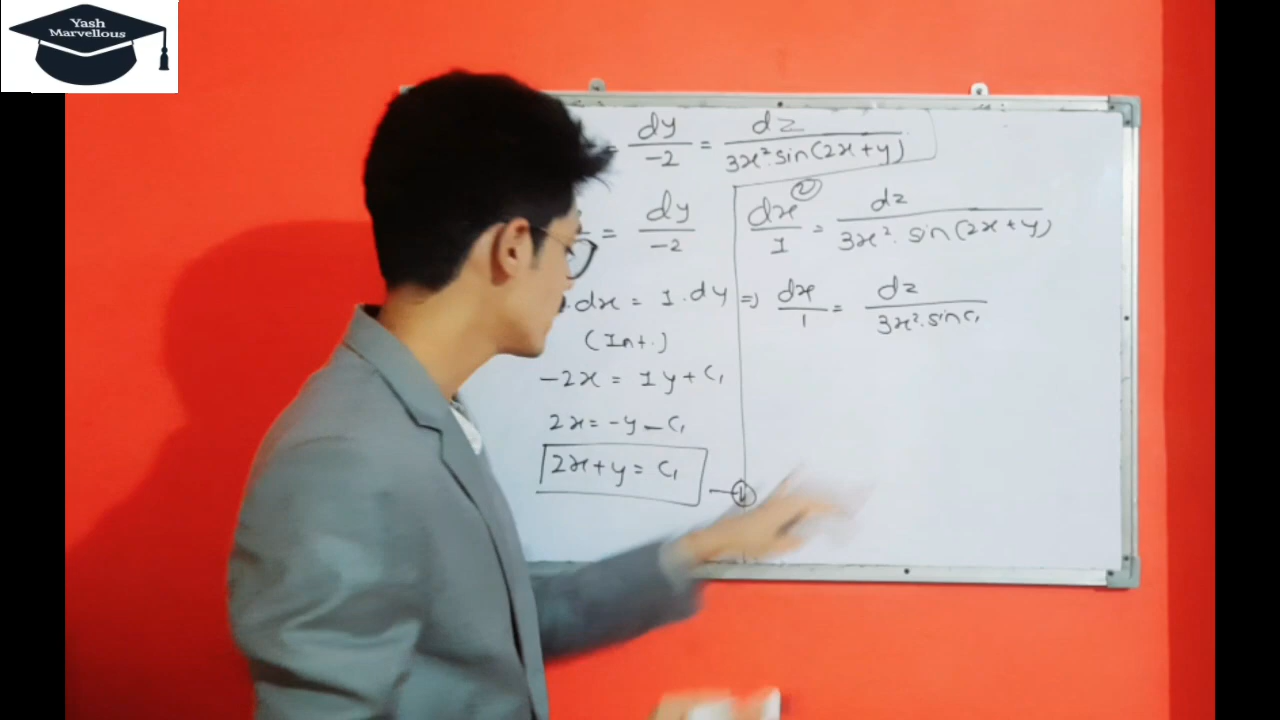 Yash
Marvellous
= dy/-2 = dz/3x² sin(2x+y)
= dy/-2
.dx = 1.dy
(Int.)
-2x = 1y + C₁
2x = -y - C₁
2x+y = C₁
dx/1 = dz/3x². sin(2x+y)
=) dx/1 = dz/3x².sinC₁